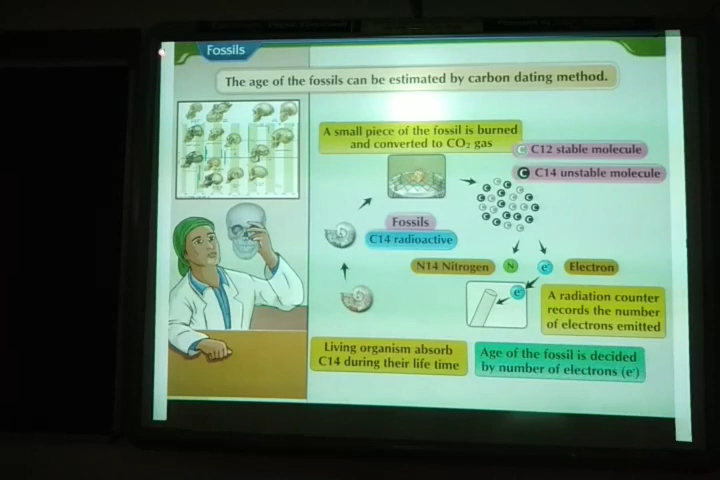 Fossils
The age of the fossils can be estimated by carbon dating method.
A small piece of the fossil is burned
and converted to CO₂ gas
C C12 stable molecule
C C14 unstable molecule
Fossils
C14 radioactive
N14 Nitrogen
N
e⁻
Electron
e⁻
A radiation counter
records the number
of electrons emitted
Living organism absorb
C14 during their life time
Age of the fossil is decided
by number of electrons (e⁻)